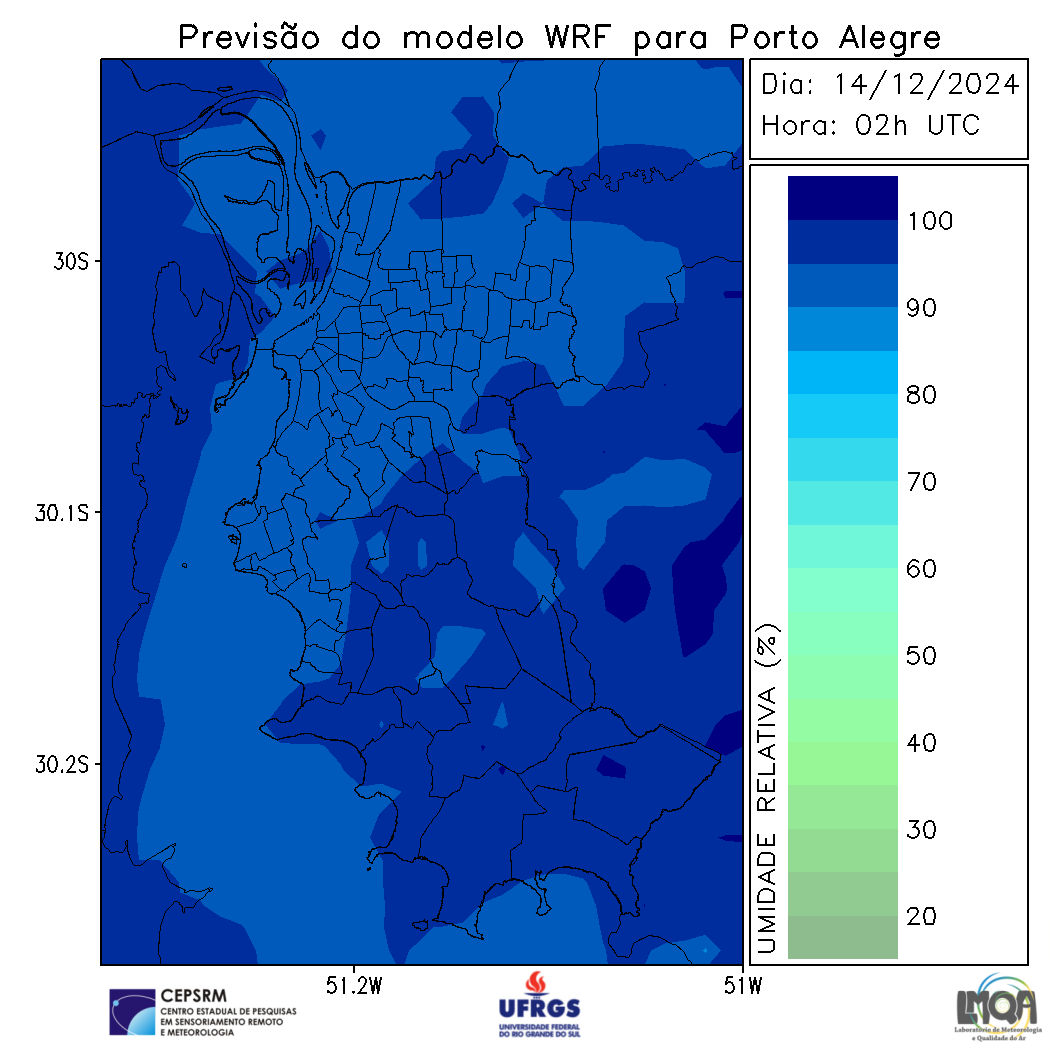 Previsão do modelo WRF para Porto Alegre
Dia: 14/12/2024
Hora: 02h UTC
100
90
80
70
60
50
40
30
20
UMIDADE RELATIVA (%)
30S
30.1S
30.2S
51.2W
51W
CEPSRM
CENTRO ESTADUAL DE PESQUISAS
EM SENSORIAMENTO REMOTO
E METEOROLOGIA
UFRGS
UNIVERSIDADE FEDERAL
DO RIO GRANDE DO SUL
LMQA
Laboratório de Meteorologia
e Qualidade do Ar